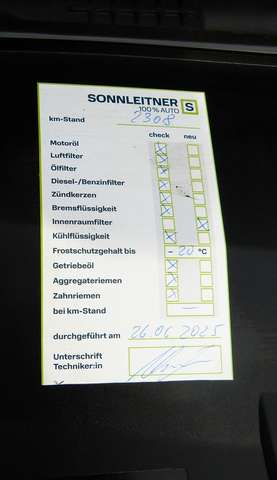 SONNLEITNER S
100% AUTO
km-Stand 2308
check neu
Motoröl
Luftfilter
Ölfilter
Diesel-/Benzinfilter
Zündkerzen
Bremsflüssigkeit
Innenraumfilter
Kühlflüssigkeit
Frostschutzgehalt bis - 20 °C
Getriebeöl
Aggregateriemen
Zahnriemen
bei km-Stand —
durchgeführt am 26.06.2025
Unterschrift
Techniker:in